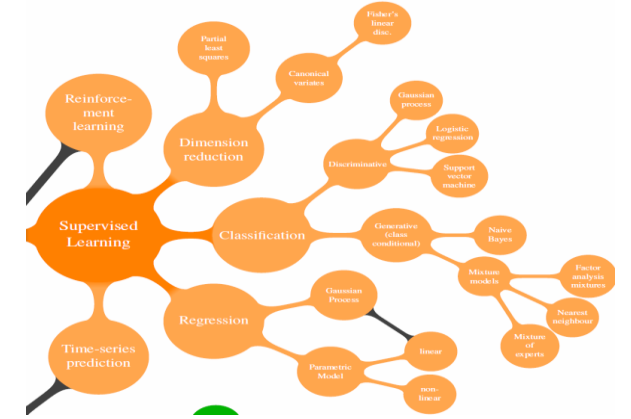 Fisher's
linear
disc.
Partial
least
squares
Canonical
variates
Reinforce-
ment
learning
Dimension
reduction
Gaussian
process
Logistic
regression
Discriminative
Support
vector
machine
Supervised
Learning
Classification
Generative
(class
conditional)
Naive
Bayes
Mixture
models
Factor
analysis
mixtures
Nearest
neighbour
Mixture
of
experts
Regression
Gaussian
Process
linear
Parametric
Model
non-
linear
Time-series
prediction